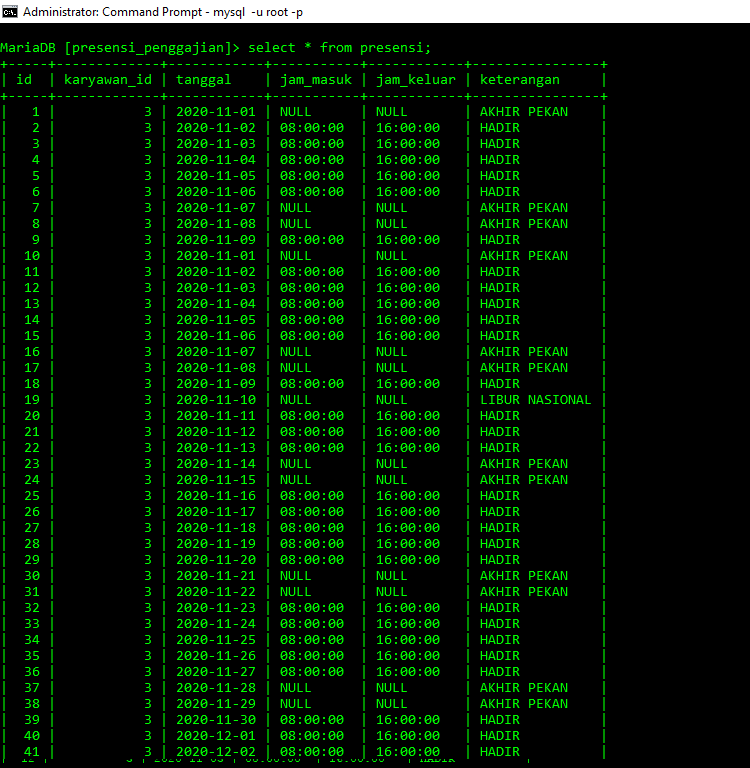 Administrator: Command Prompt - mysql  -u root -p
MariaDB [presensi_penggajian]> select * from presensi;
+----+-------------+------------+-----------+------------+----------------+
| id | karyawan_id | tanggal    | jam_masuk | jam_keluar | keterangan     |
+----+-------------+------------+-----------+------------+----------------+
|  1 |           3 | 2020-11-01 | NULL      | NULL       | AKHIR PEKAN    |
|  2 |           3 | 2020-11-02 | 08:00:00  | 16:00:00   | HADIR          |
|  3 |           3 | 2020-11-03 | 08:00:00  | 16:00:00   | HADIR          |
|  4 |           3 | 2020-11-04 | 08:00:00  | 16:00:00   | HADIR          |
|  5 |           3 | 2020-11-05 | 08:00:00  | 16:00:00   | HADIR          |
|  6 |           3 | 2020-11-06 | 08:00:00  | 16:00:00   | HADIR          |
|  7 |           3 | 2020-11-07 | NULL      | NULL       | AKHIR PEKAN    |
|  8 |           3 | 2020-11-08 | NULL      | NULL       | AKHIR PEKAN    |
|  9 |           3 | 2020-11-09 | 08:00:00  | 16:00:00   | HADIR          |
| 10 |           3 | 2020-11-01 | NULL      | NULL       | AKHIR PEKAN    |
| 11 |           3 | 2020-11-02 | 08:00:00  | 16:00:00   | HADIR          |
| 12 |           3 | 2020-11-03 | 08:00:00  | 16:00:00   | HADIR          |
| 13 |           3 | 2020-11-04 | 08:00:00  | 16:00:00   | HADIR          |
| 14 |           3 | 2020-11-05 | 08:00:00  | 16:00:00   | HADIR          |
| 15 |           3 | 2020-11-06 | 08:00:00  | 16:00:00   | HADIR          |
| 16 |           3 | 2020-11-07 | NULL      | NULL       | AKHIR PEKAN    |
| 17 |           3 | 2020-11-08 | NULL      | NULL       | AKHIR PEKAN    |
| 18 |           3 | 2020-11-09 | 08:00:00  | 16:00:00   | HADIR          |
| 19 |           3 | 2020-11-10 | NULL      | NULL       | LIBUR NASIONAL |
| 20 |           3 | 2020-11-11 | 08:00:00  | 16:00:00   | HADIR          |
| 21 |           3 | 2020-11-12 | 08:00:00  | 16:00:00   | HADIR          |
| 22 |           3 | 2020-11-13 | 08:00:00  | 16:00:00   | HADIR          |
| 23 |           3 | 2020-11-14 | NULL      | NULL       | AKHIR PEKAN    |
| 24 |           3 | 2020-11-15 | NULL      | NULL       | AKHIR PEKAN    |
| 25 |           3 | 2020-11-16 | 08:00:00  | 16:00:00   | HADIR          |
| 26 |           3 | 2020-11-17 | 08:00:00  | 16:00:00   | HADIR          |
| 27 |           3 | 2020-11-18 | 08:00:00  | 16:00:00   | HADIR          |
| 28 |           3 | 2020-11-19 | 08:00:00  | 16:00:00   | HADIR          |
| 29 |           3 | 2020-11-20 | 08:00:00  | 16:00:00   | HADIR          |
| 30 |           3 | 2020-11-21 | NULL      | NULL       | AKHIR PEKAN    |
| 31 |           3 | 2020-11-22 | NULL      | NULL       | AKHIR PEKAN    |
| 32 |           3 | 2020-11-23 | 08:00:00  | 16:00:00   | HADIR          |
| 33 |           3 | 2020-11-24 | 08:00:00  | 16:00:00   | HADIR          |
| 34 |           3 | 2020-11-25 | 08:00:00  | 16:00:00   | HADIR          |
| 35 |           3 | 2020-11-26 | 08:00:00  | 16:00:00   | HADIR          |
| 36 |           3 | 2020-11-27 | 08:00:00  | 16:00:00   | HADIR          |
| 37 |           3 | 2020-11-28 | NULL      | NULL       | AKHIR PEKAN    |
| 38 |           3 | 2020-11-29 | NULL      | NULL       | AKHIR PEKAN    |
| 39 |           3 | 2020-11-30 | 08:00:00  | 16:00:00   | HADIR          |
| 40 |           3 | 2020-12-01 | 08:00:00  | 16:00:00   | HADIR          |
| 41 |           3 | 2020-12-02 | 08:00:00  | 16:00:00   | HADIR          |